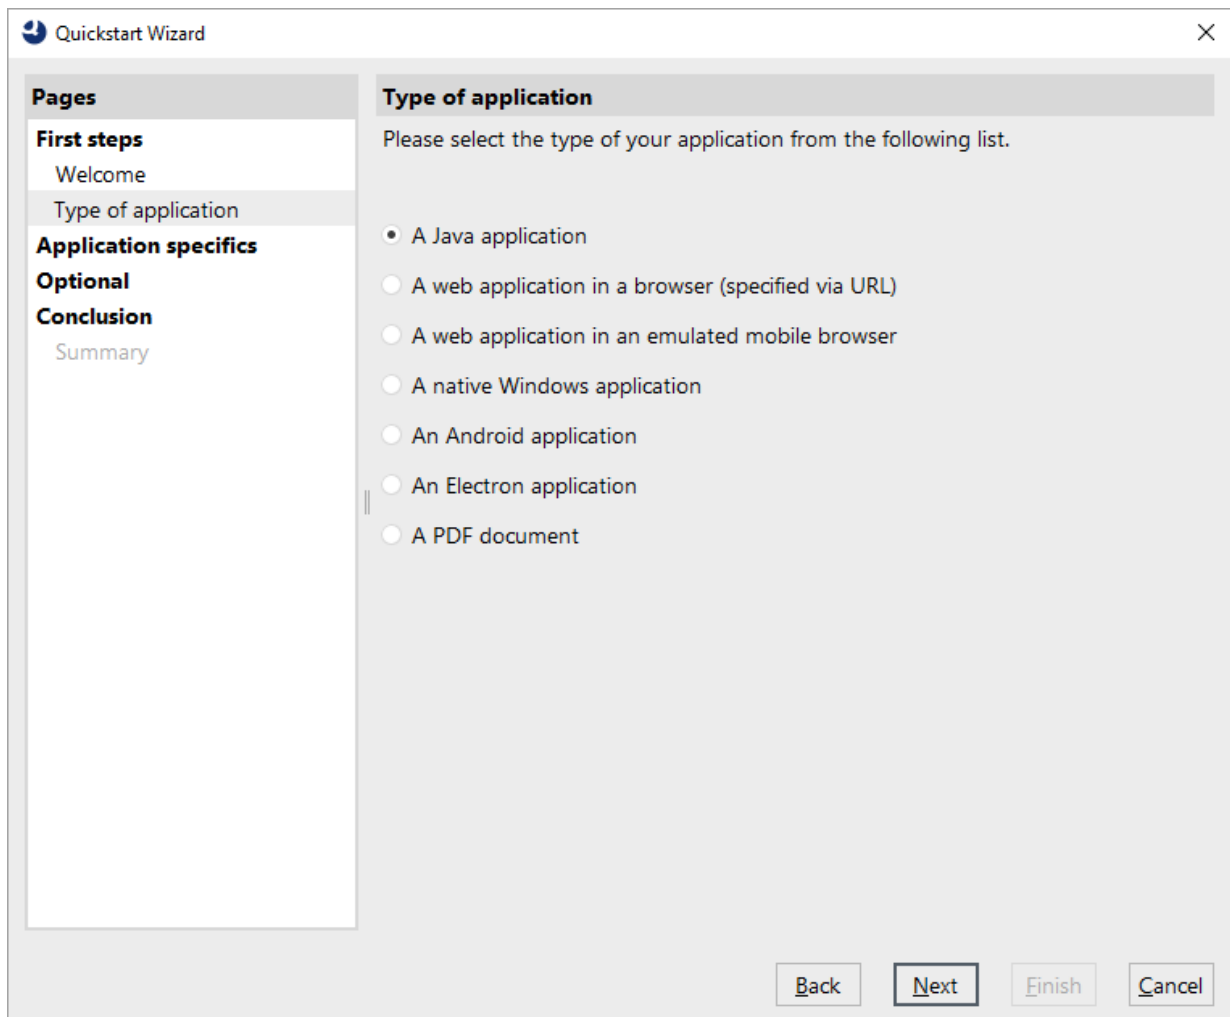 Quickstart Wizard
Pages
First steps
Welcome
Type of application
Application specifics
Optional
Conclusion
Summary
Type of application
Please select the type of your application from the following list.
A Java application
A web application in a browser (specified via URL)
A web application in an emulated mobile browser
A native Windows application
An Android application
An Electron application
A PDF document
Back
Next
Finish
Cancel